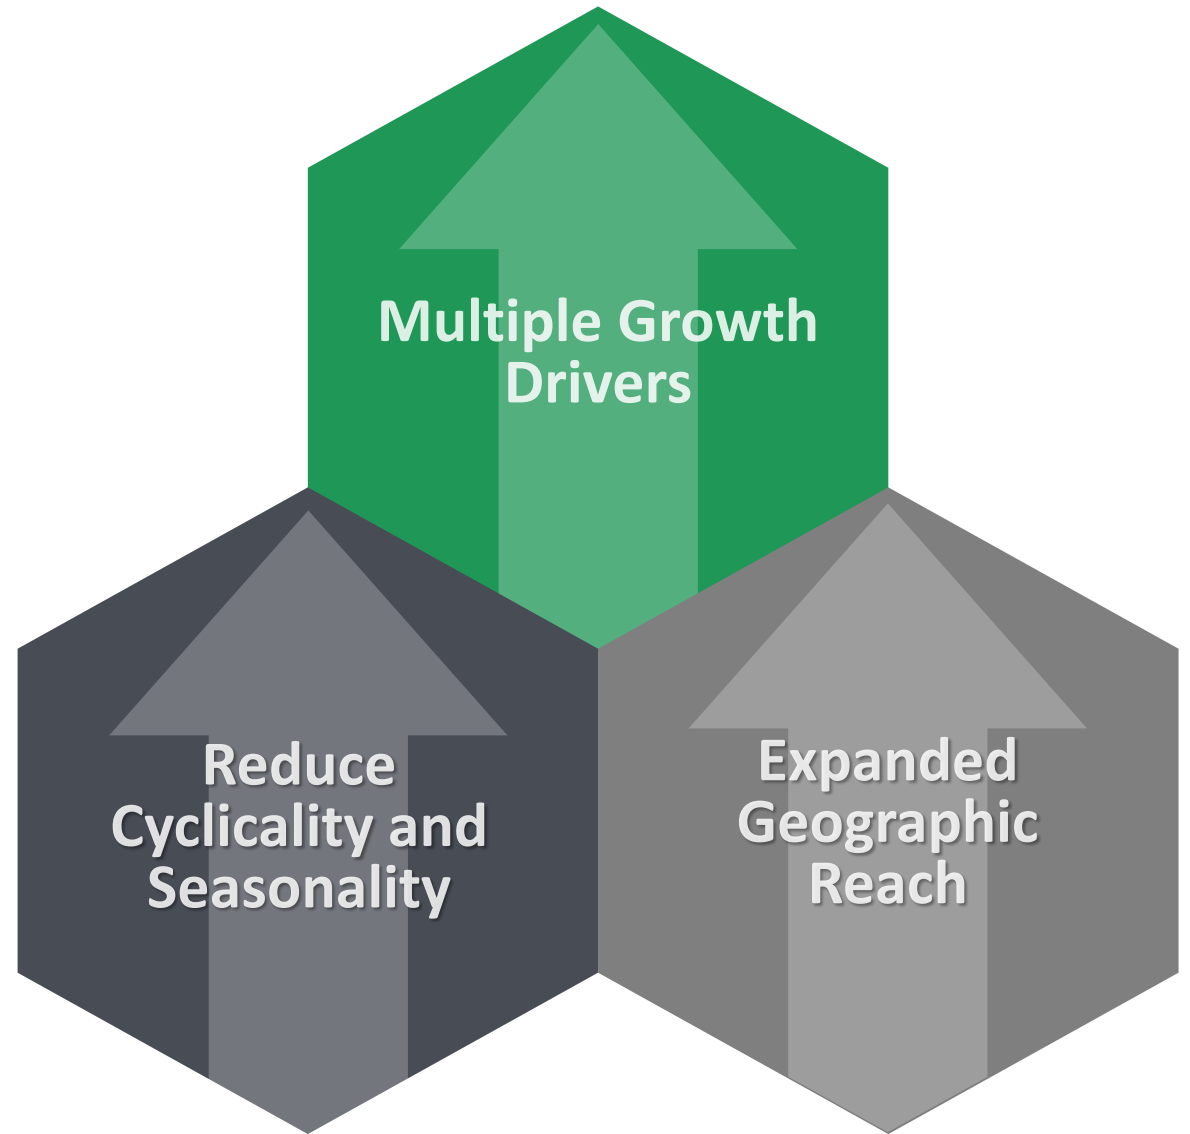 Multiple Growth
Drivers
Reduce
Cyclicality and
Seasonality
Expanded
Geographic
Reach